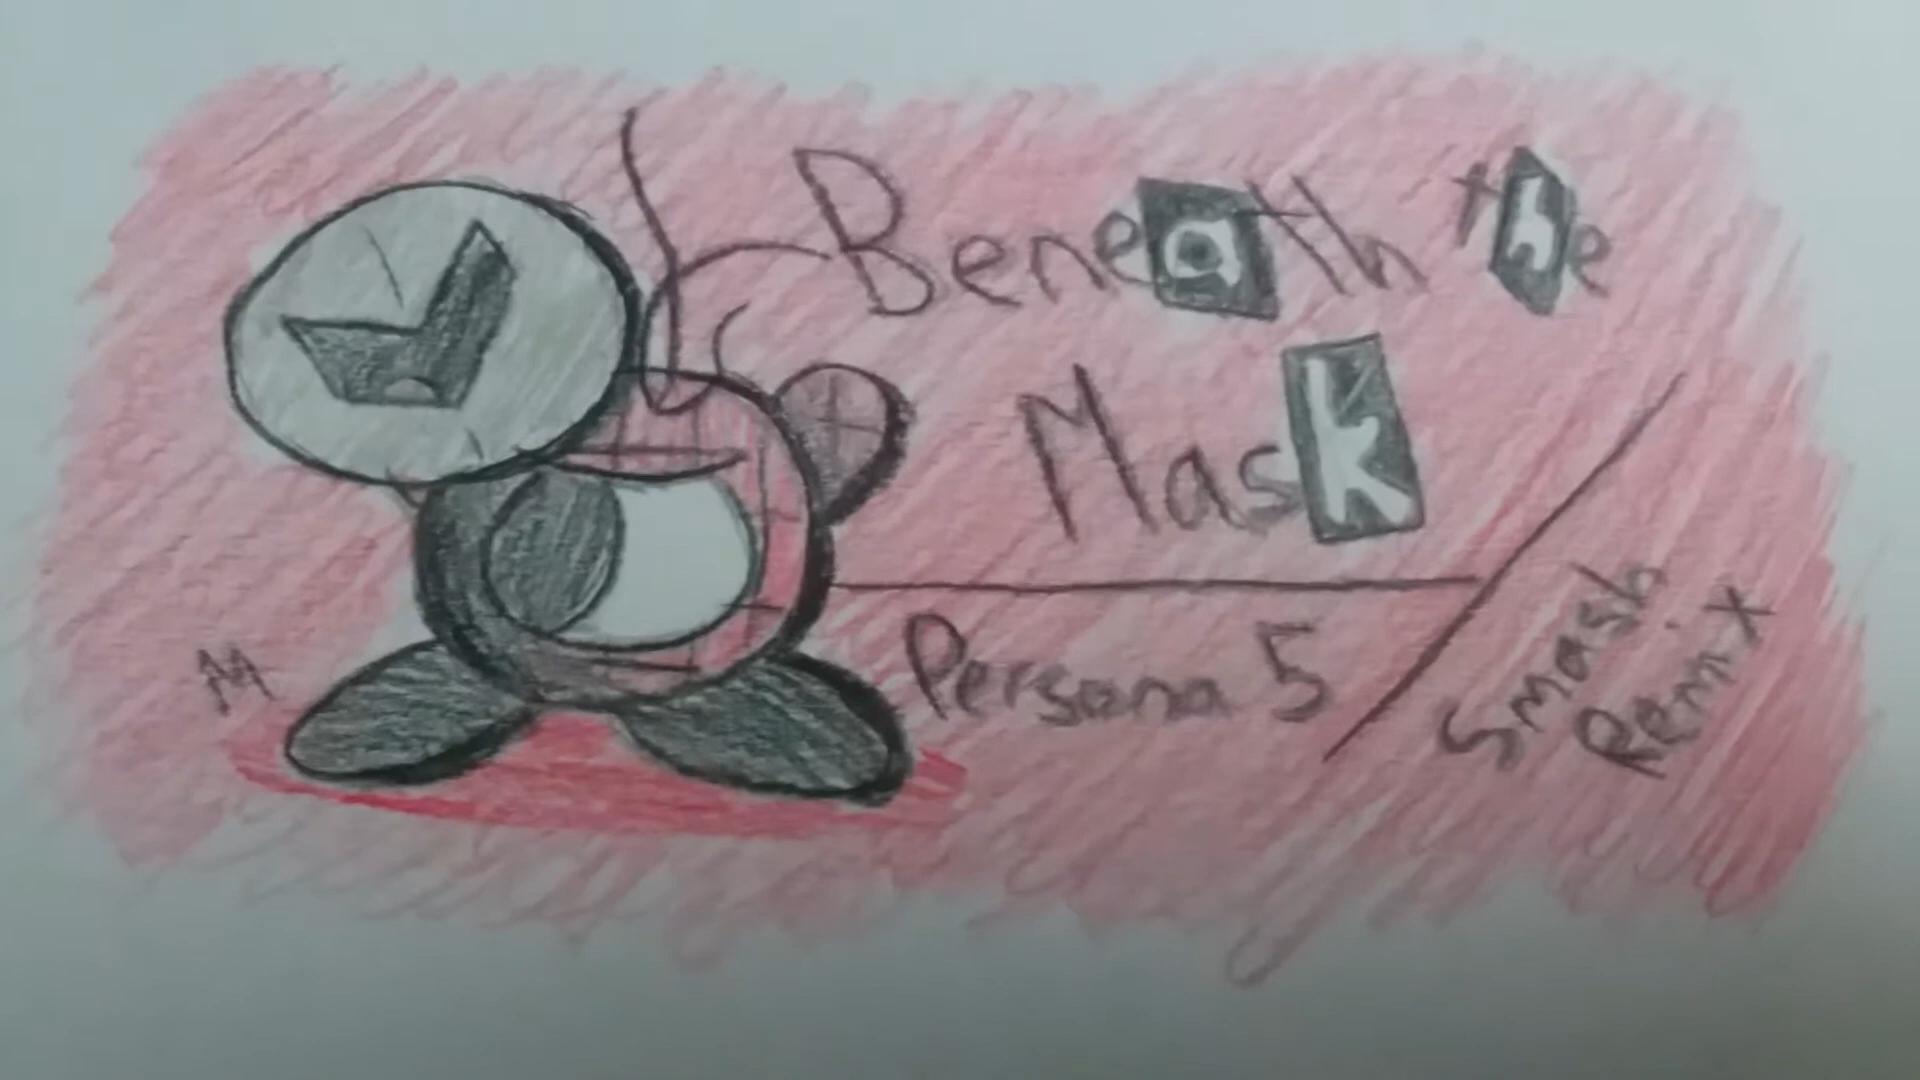 Beneath the
Mask
Persona 5
Smash
Remix